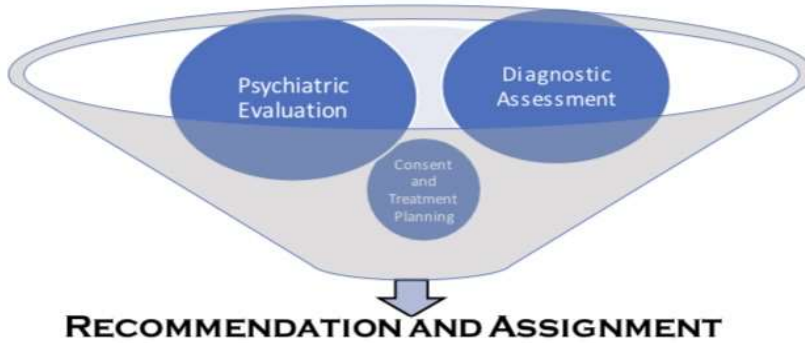 Psychiatric
Evaluation
Diagnostic
Assessment
Consent
and
Treatment
Planning
RECOMMENDATION AND ASSIGNMENT